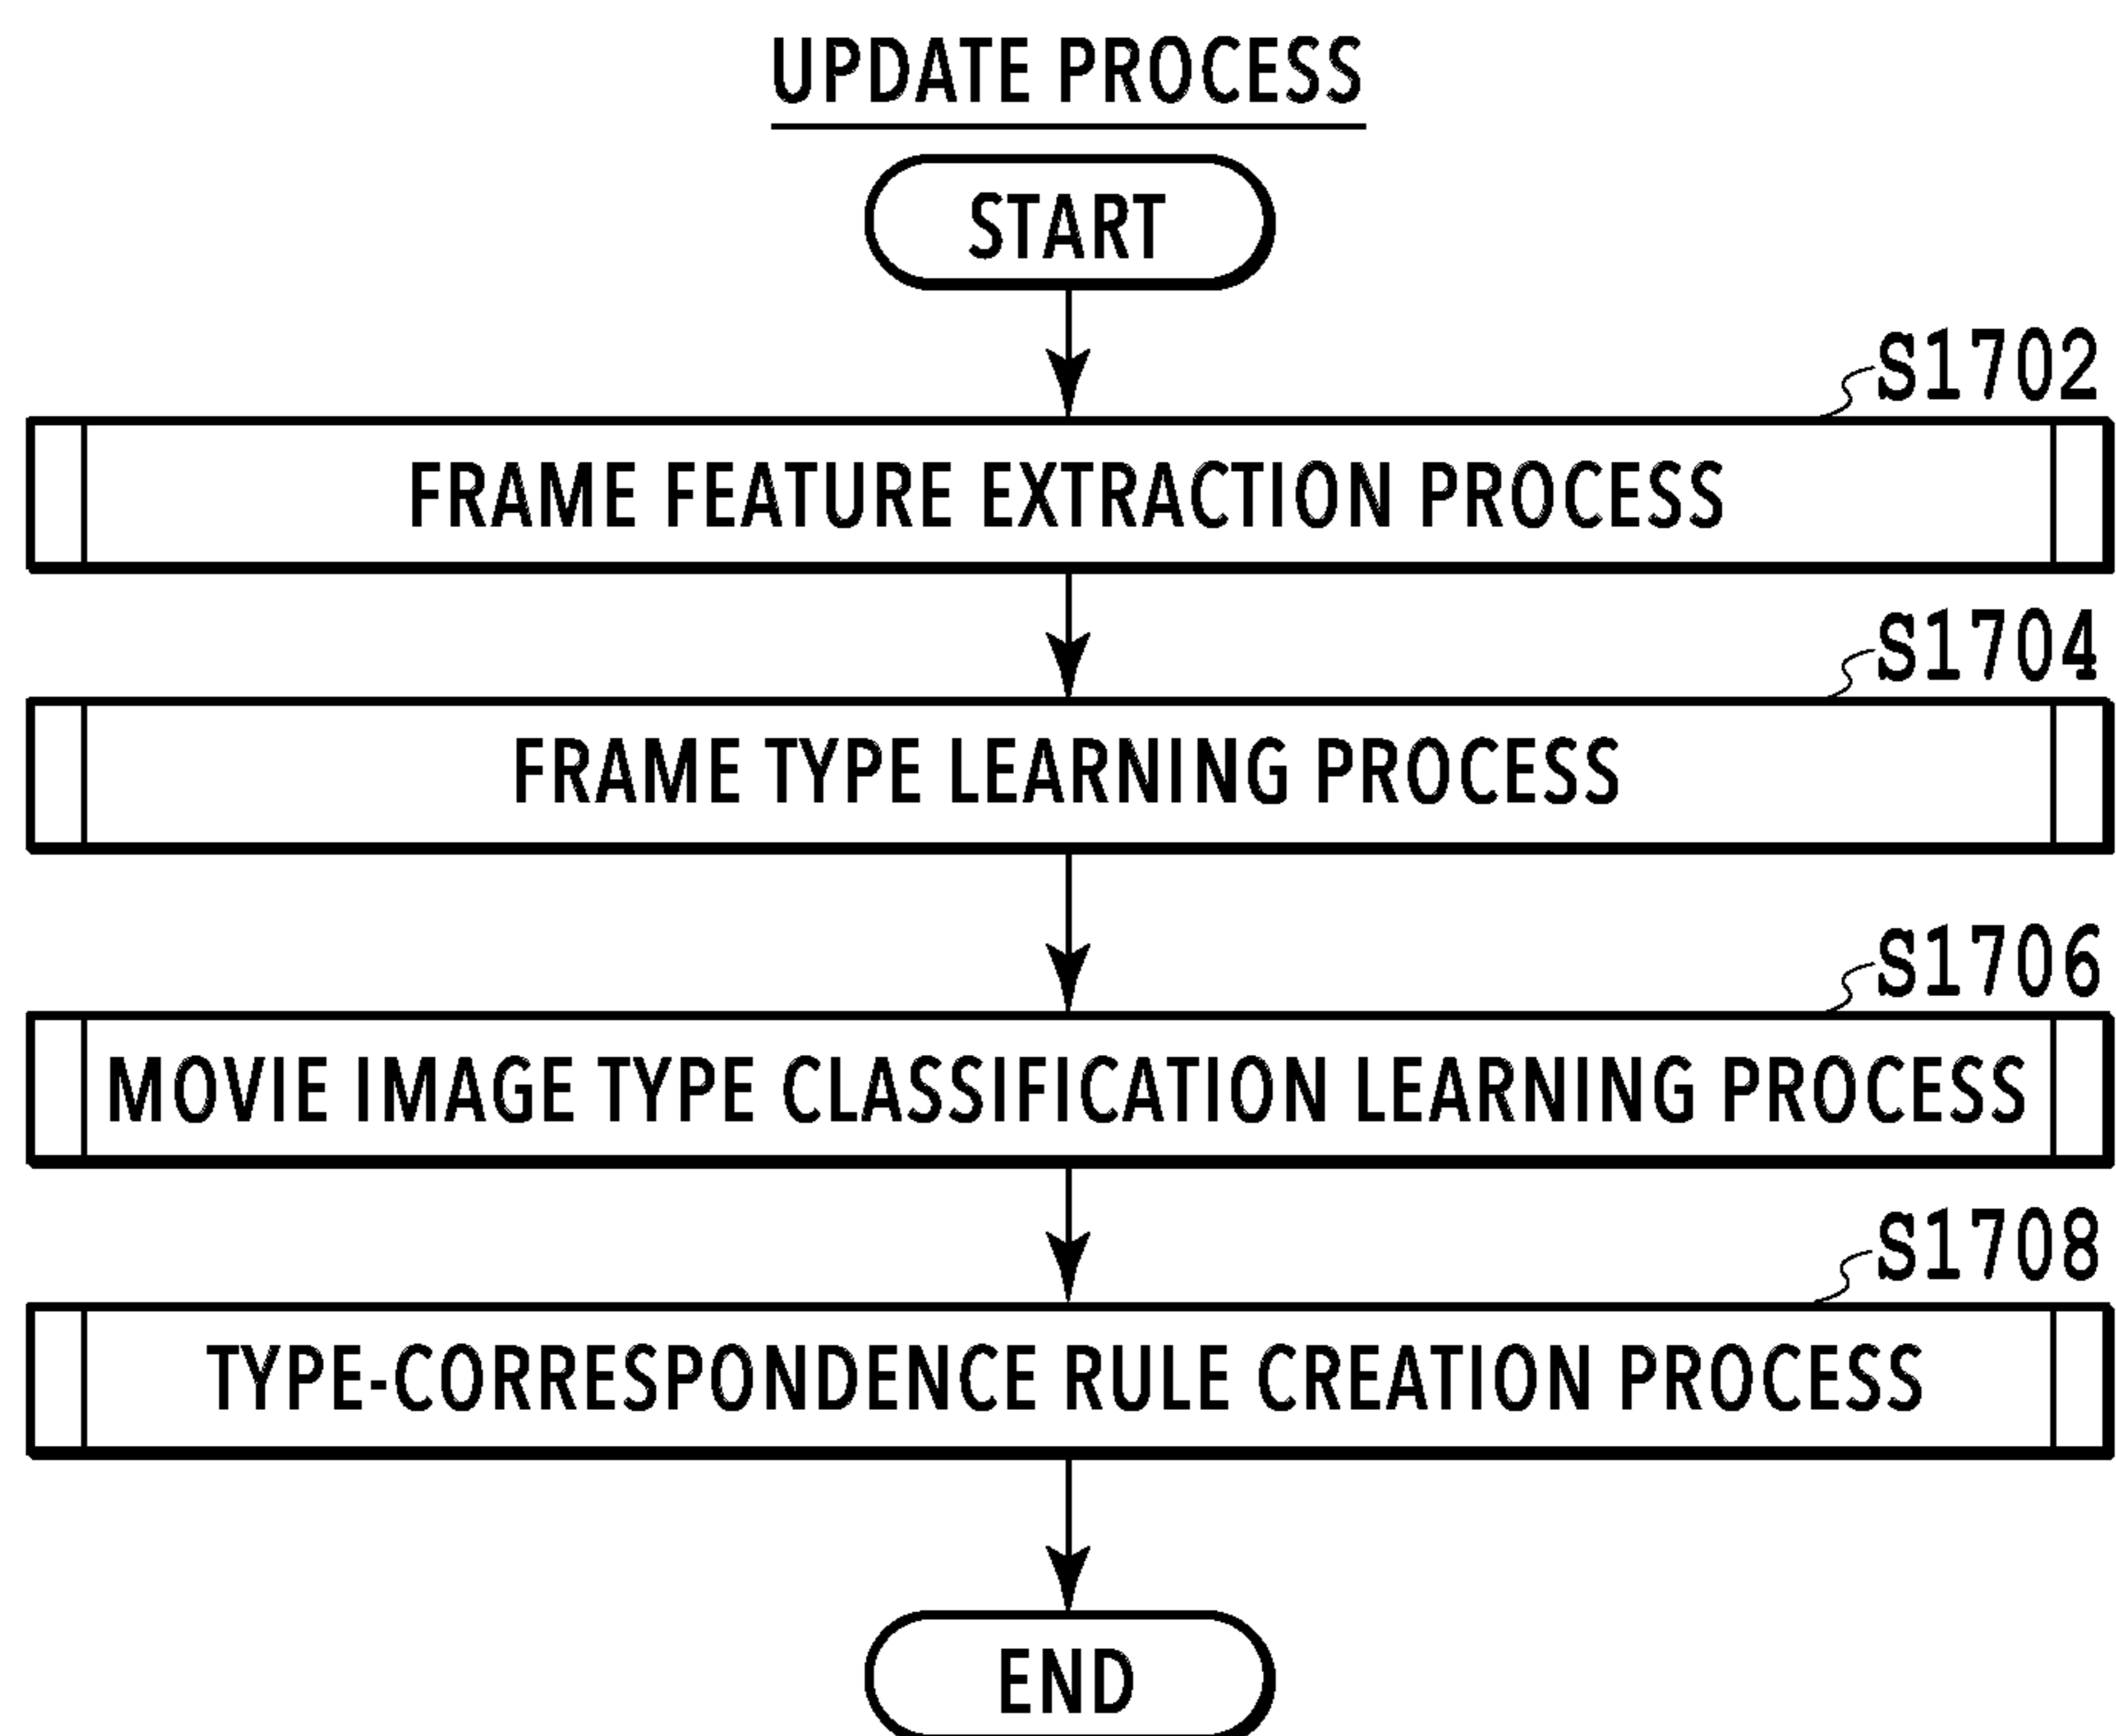 UPDATE PROCESS
START
S1702
FRAME FEATURE EXTRACTION PROCESS
S1704
FRAME TYPE LEARNING PROCESS
S1706
MOVIE IMAGE TYPE CLASSIFICATION LEARNING PROCESS
S1708
TYPE-CORRESPONDENCE RULE CREATION PROCESS
END